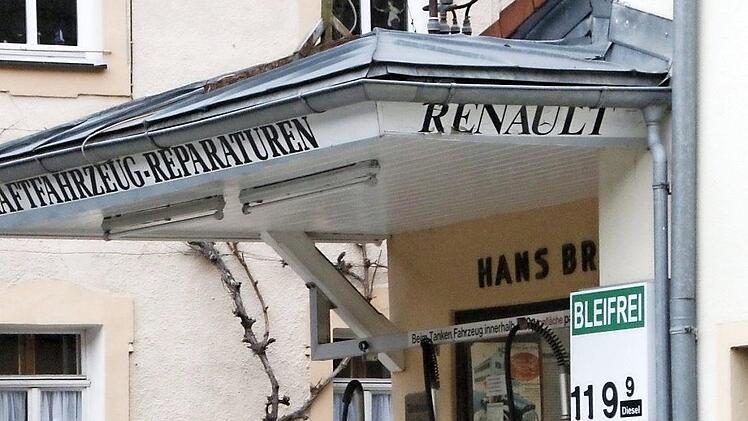 AFTFAHRZEUG-REPARATUREN
RENAULT
HANS BR
Beim Tanken Fahrzeug innerhalb
BLEIFREI
119 9
Diesel